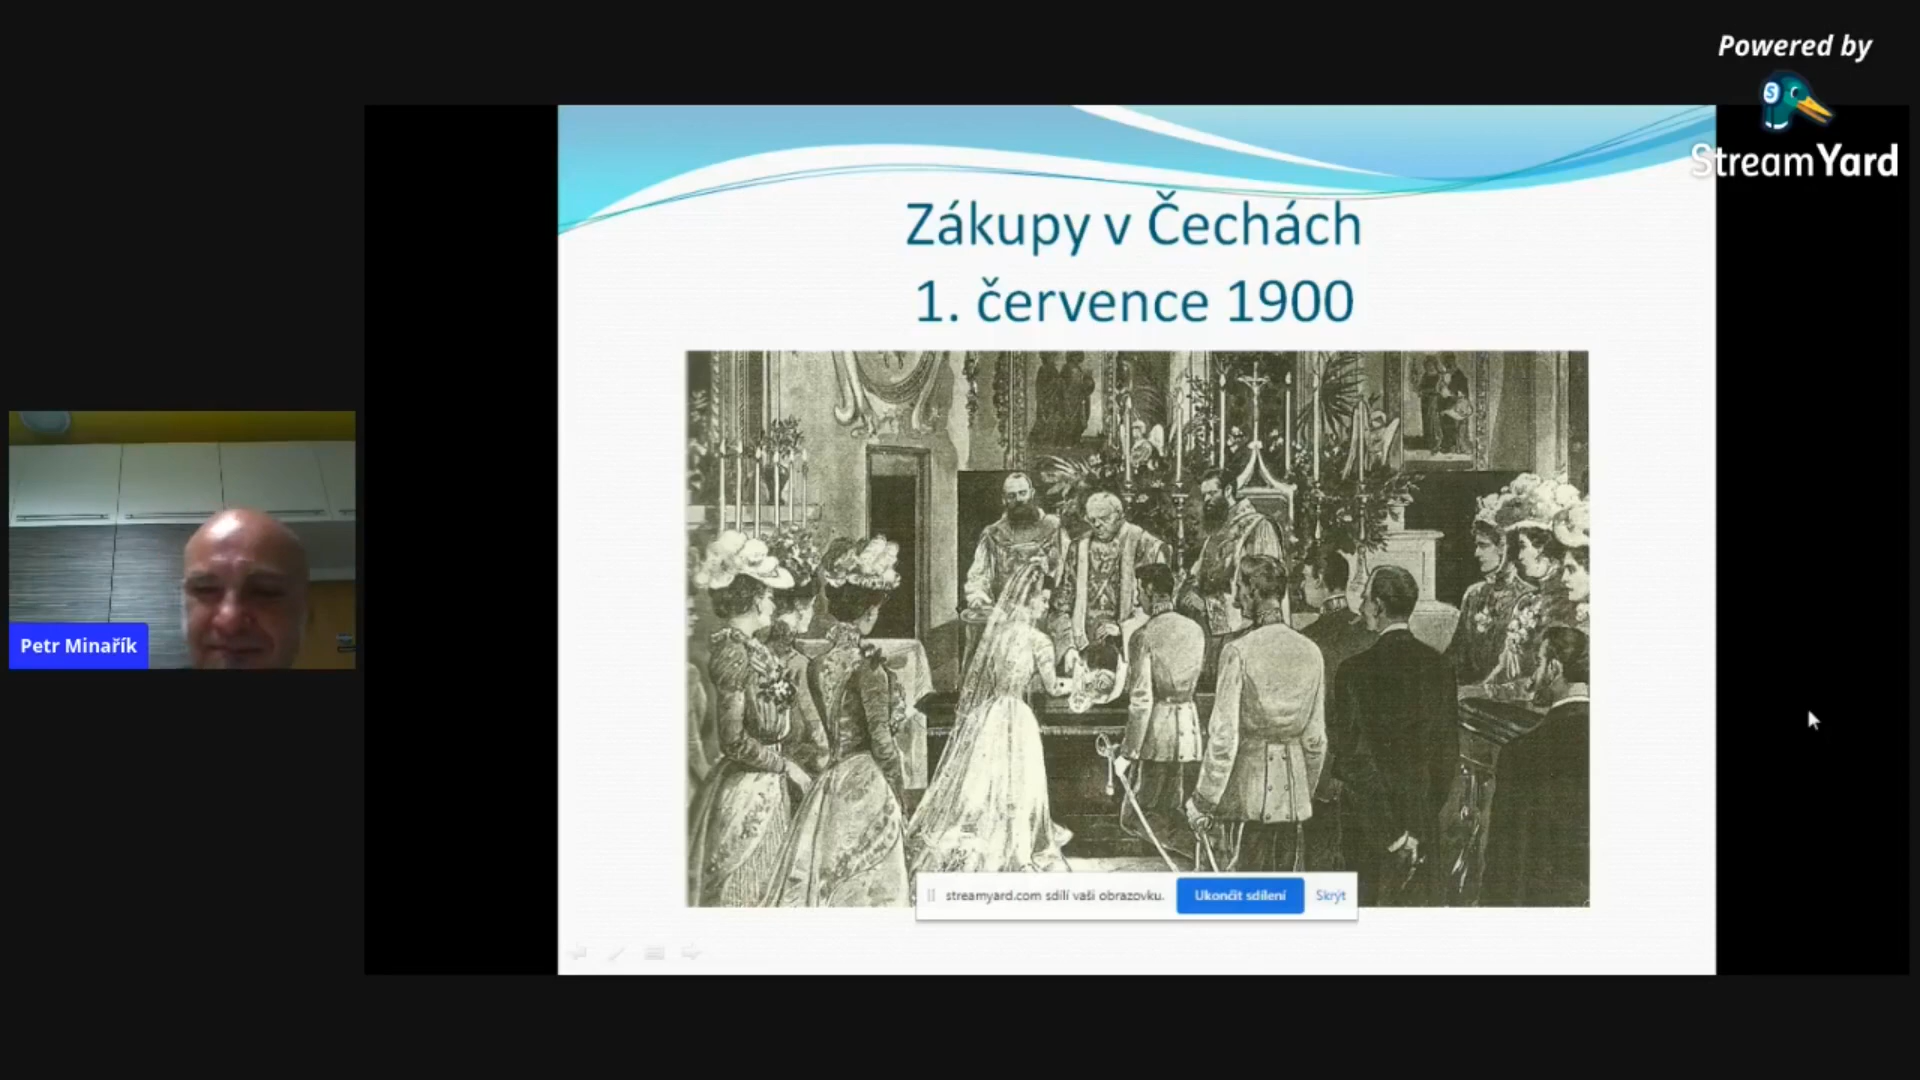 Powered by
StreamYard
Zákupy v Čechách
1. července 1900
Petr Minařík
streamyard.com sdílí vaši obrazovku. Ukončit sdílení Skrýt